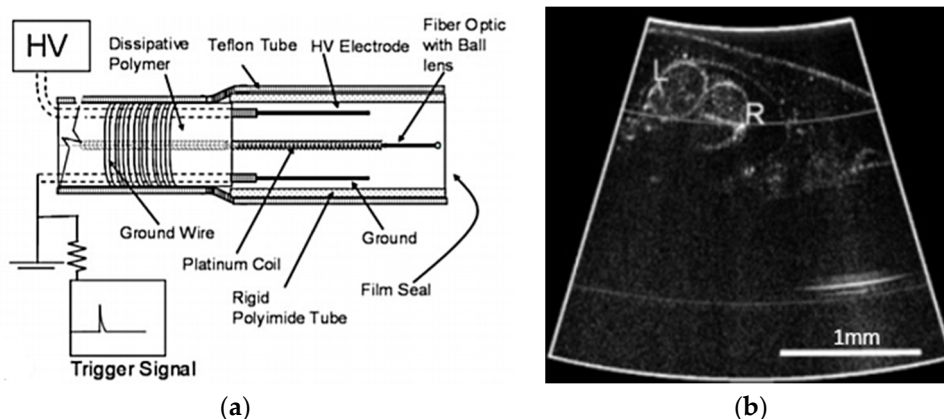 HV
Dissipative
Polymer
Teflon Tube
HV Electrode
Fiber Optic
with Ball
lens
Ground Wire
Platinum Coil
Rigid
Polyimide Tube
Ground
Film Seal
Trigger Signal
L
R
1mm
(a)
(b)